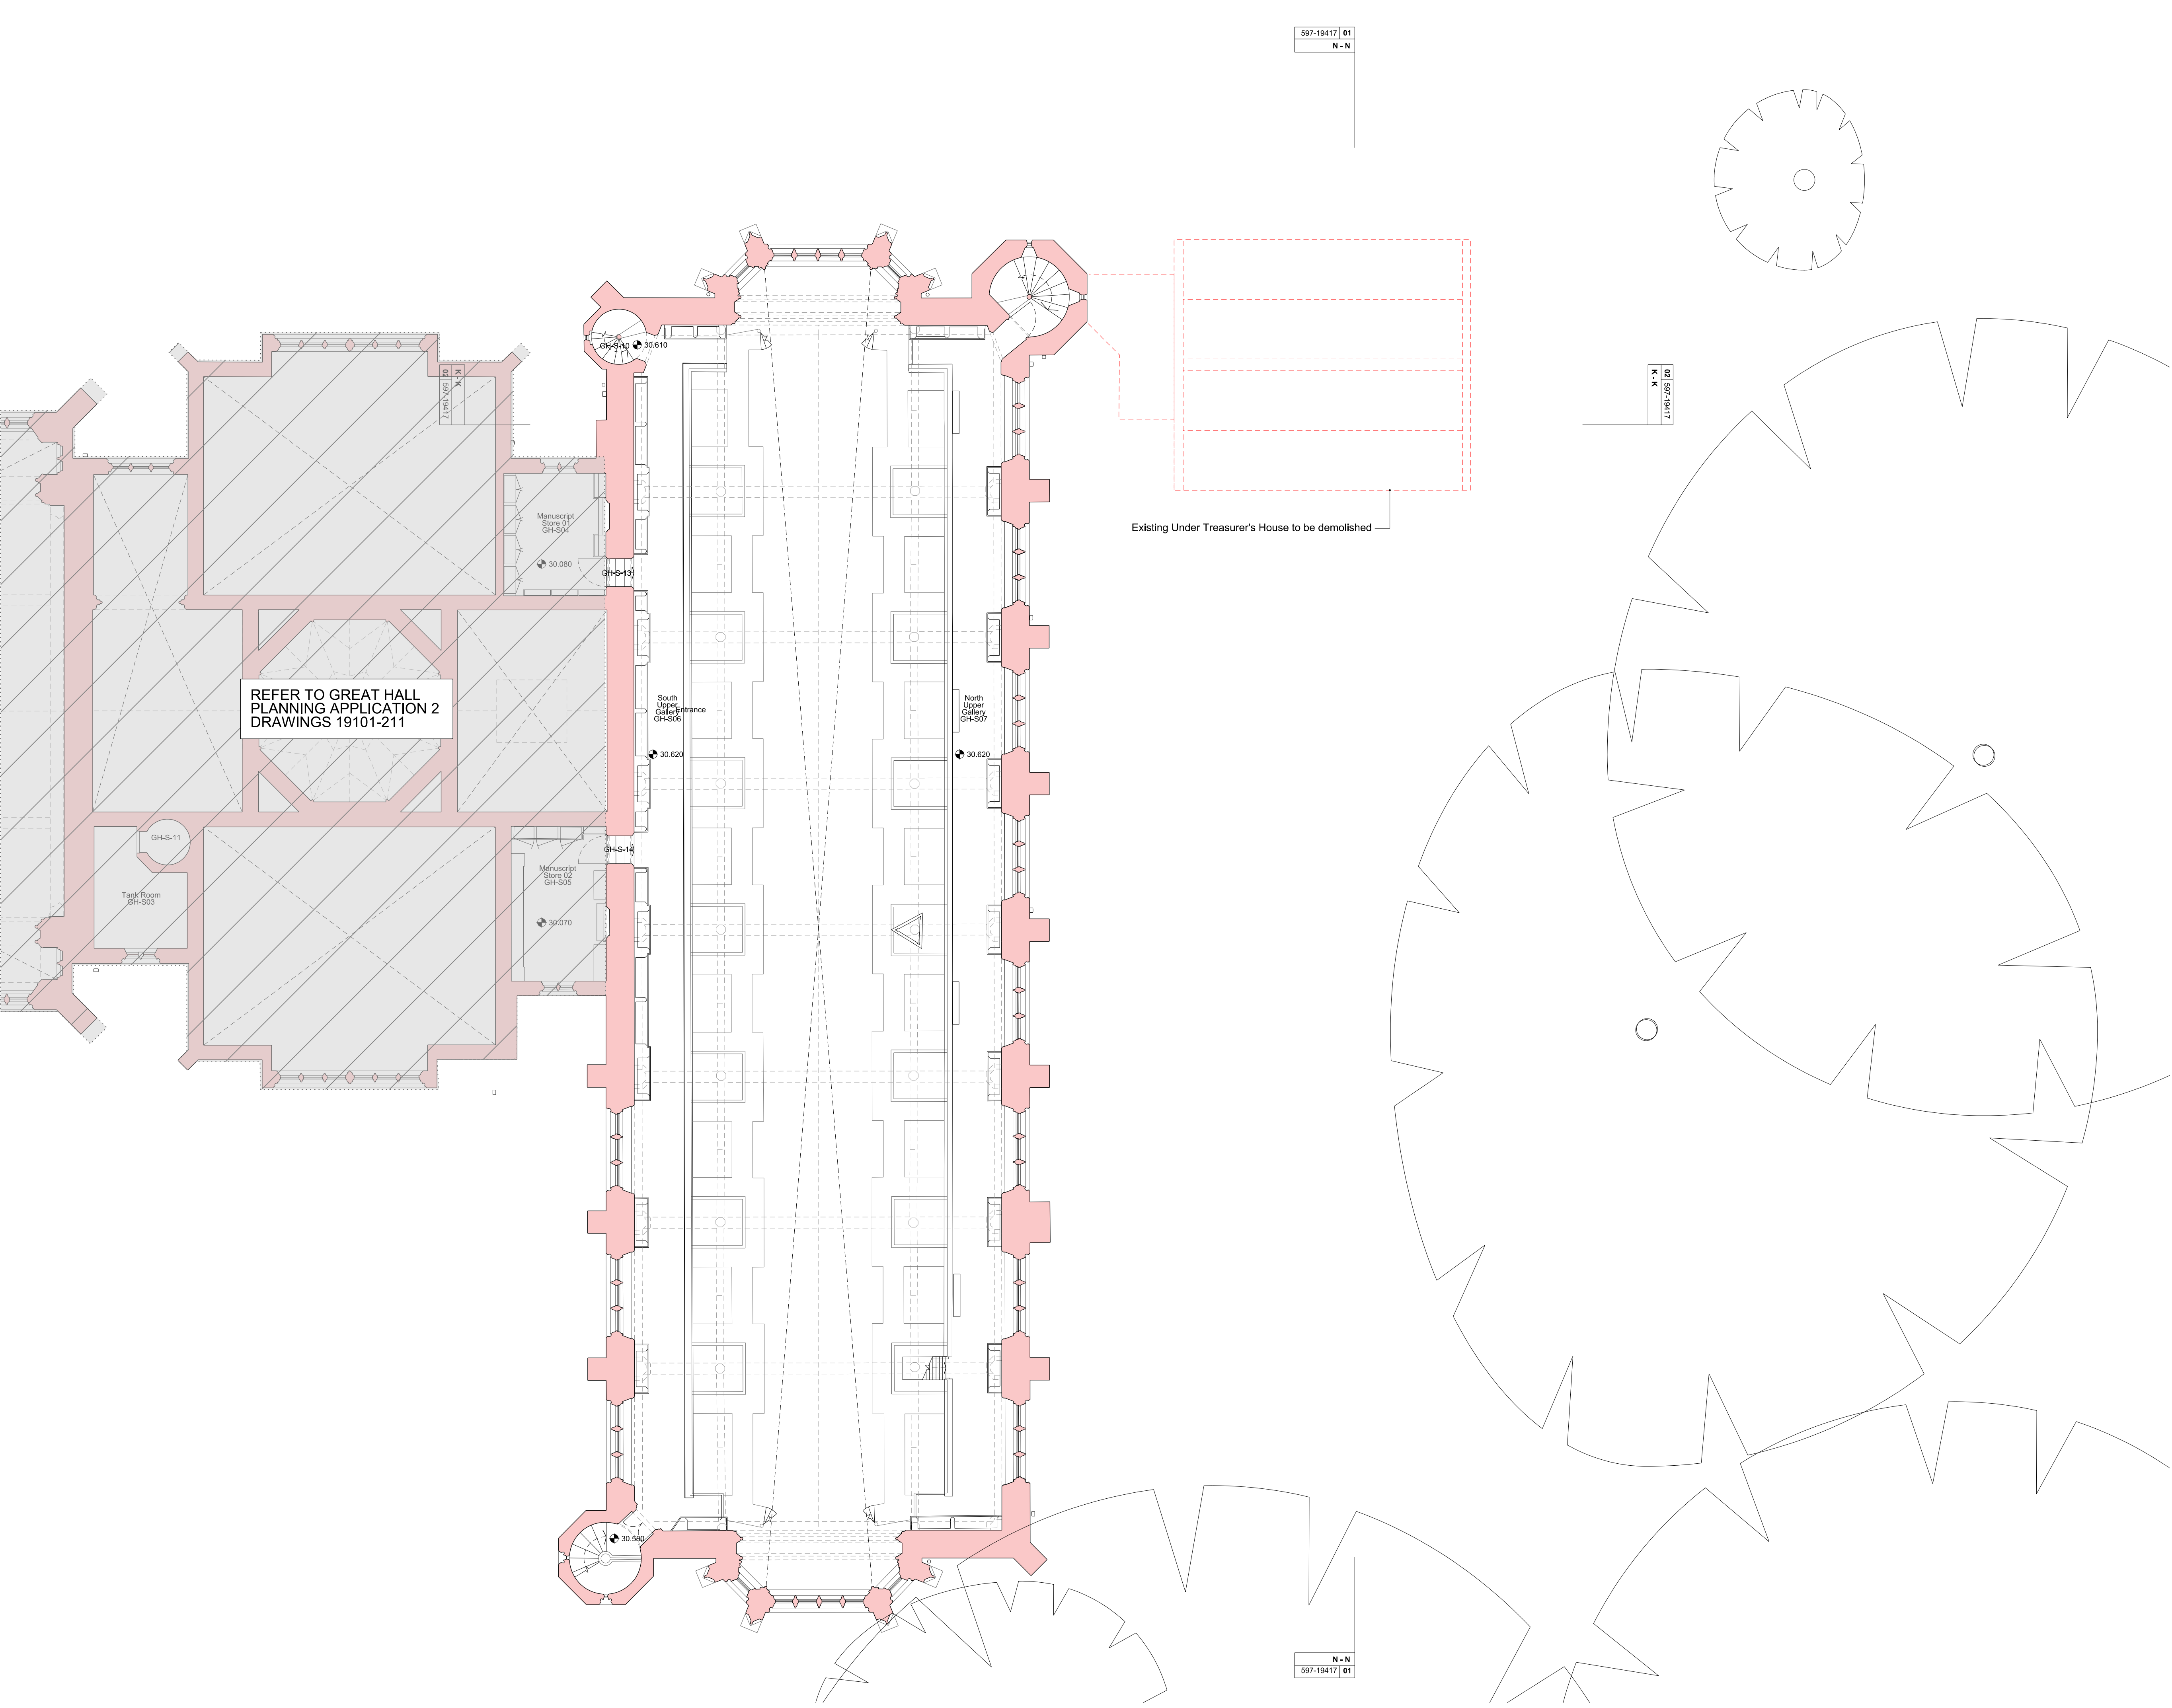 597-19417 01
N - N
K - K
02 597-19417
02 597-19417
K - K
GH-S-10
30.610
Manuscript
Store 01
GH-S04
30.080
GH-S-13
Existing Under Treasurer's House to be demolished
REFER TO GREAT HALL
PLANNING APPLICATION 2
DRAWINGS 19101-211
South
Upper
Gallery
GH-S06
Entrance
30.620
North
Upper
Gallery
GH-S07
30.620
GH-S-11
GH-S-14
Manuscript
Store 02
GH-S05
30.070
Tank Room
GH-S03
30.580
N - N
597-19417 01